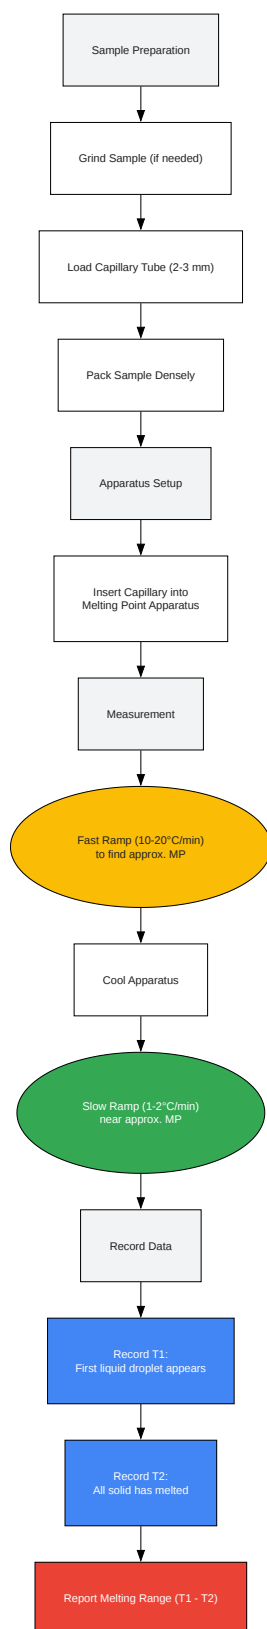 Sample Preparation
Grind Sample (if needed)
Load Capillary Tube (2-3 mm)
Pack Sample Densely
Apparatus Setup
Insert Capillary into
Melting Point Apparatus
Measurement
Fast Ramp (10-20°C/min)
to find approx. MP
Cool Apparatus
Slow Ramp (1-2°C/min)
near approx. MP
Record Data
Record T1:
First liquid droplet appears
Record T2:
All solid has melted
Report Melting Range (T1 - T2)